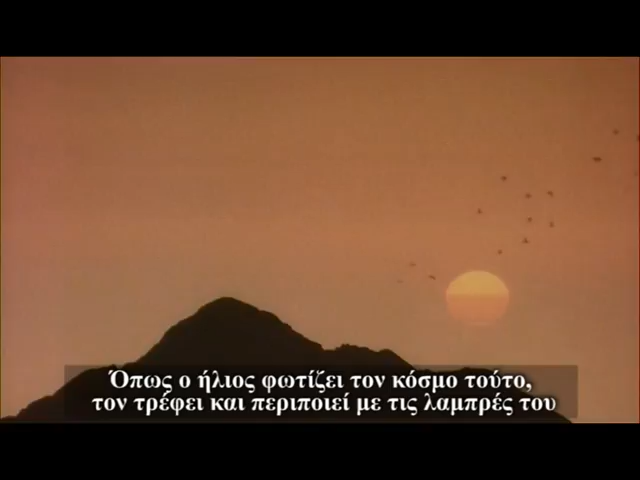 Όπως ο ήλιος φωτίζει τον κόσμο τούτο,
τον τρέφει και περιποιεί με τις λαμπρές του